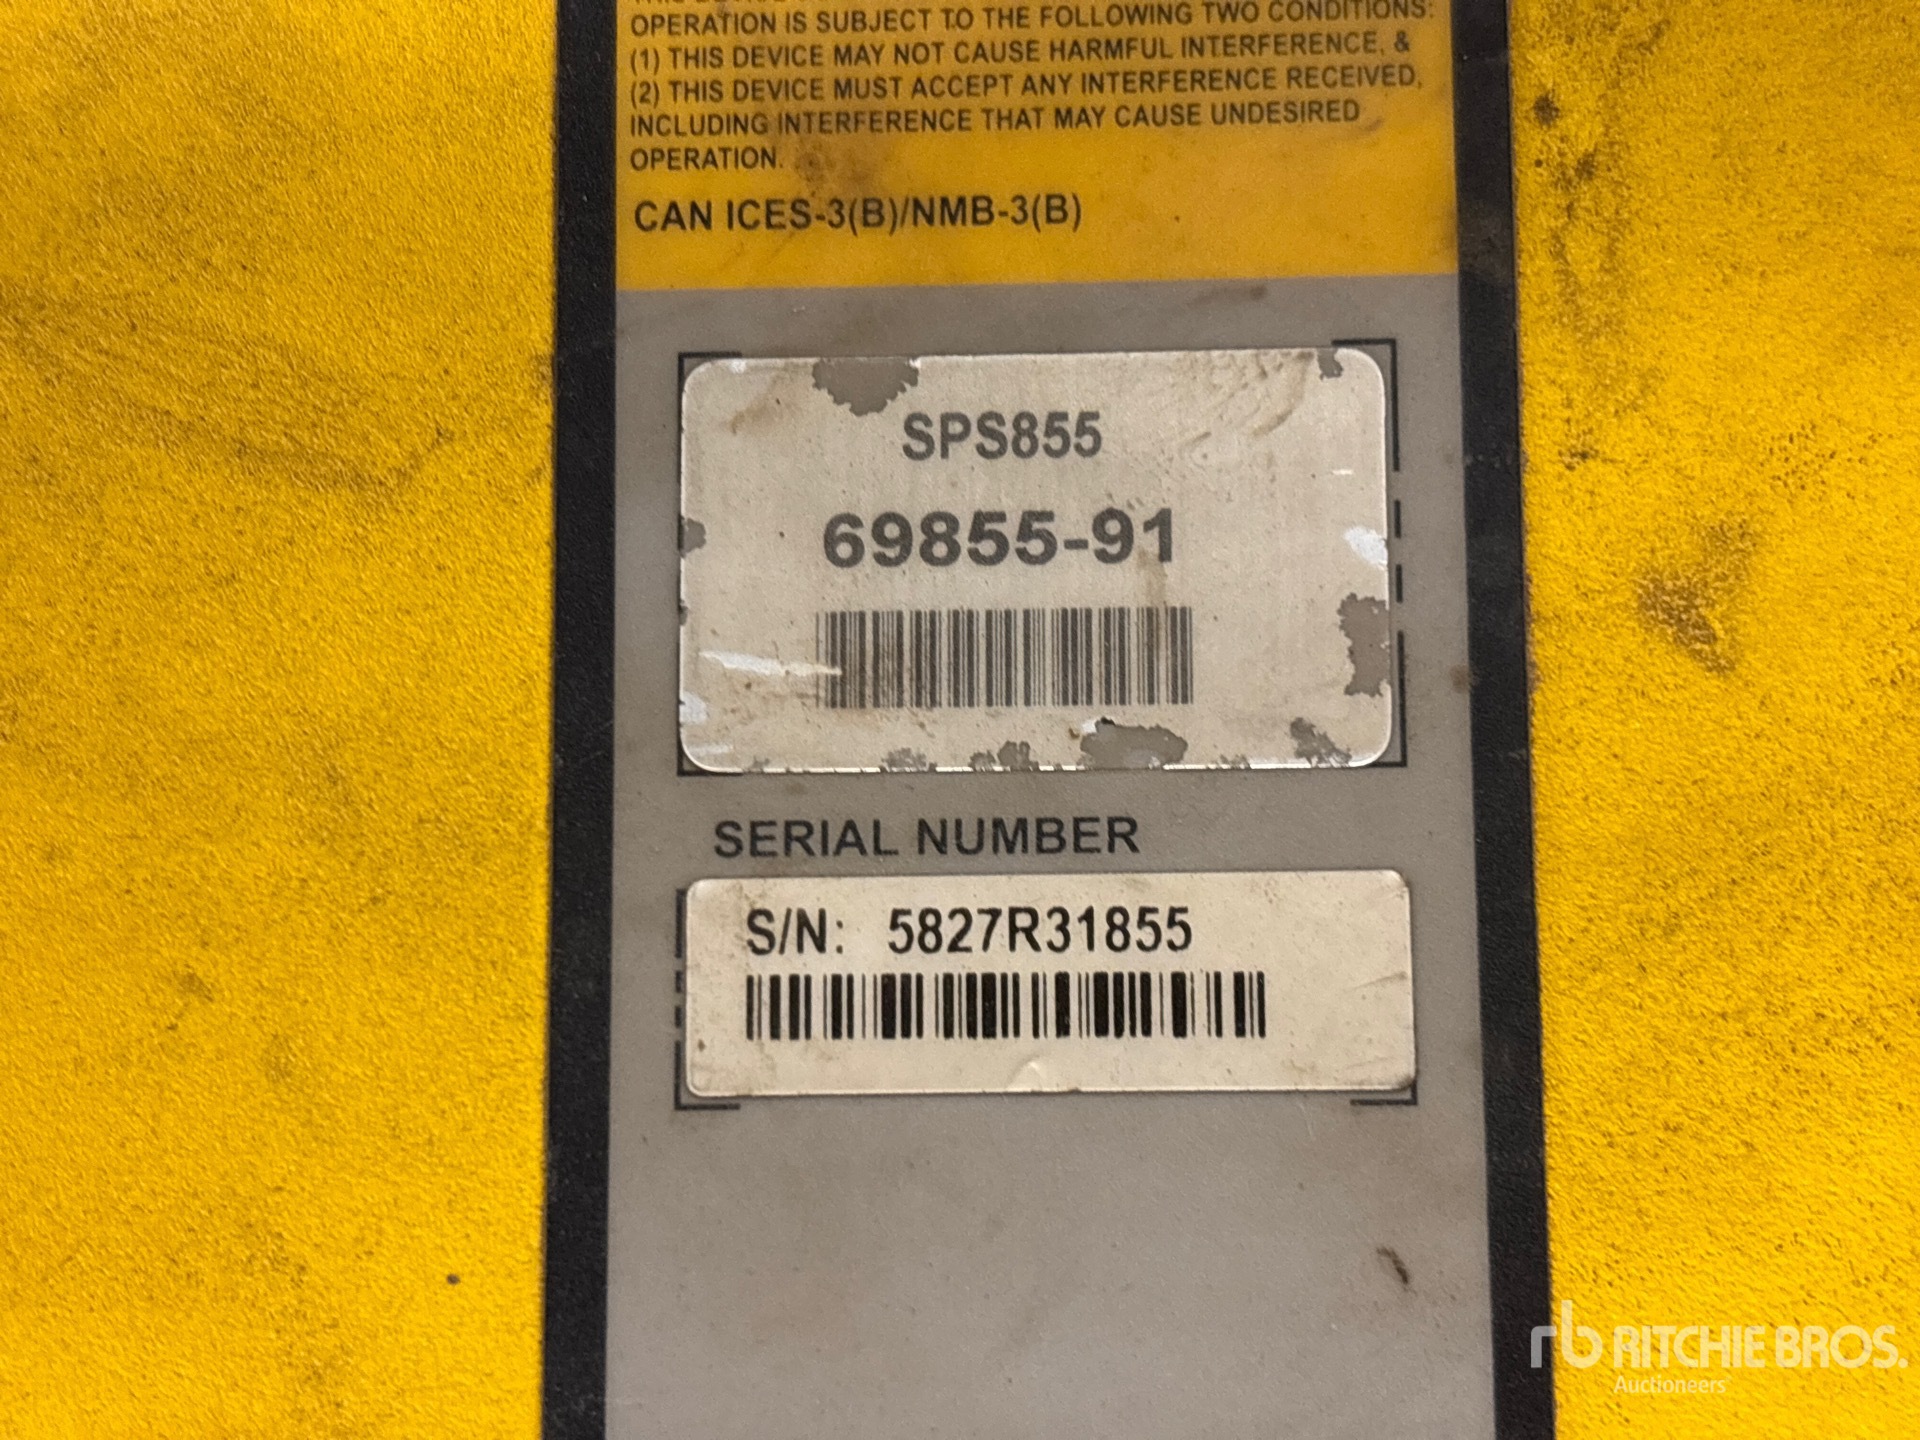 OPERATION IS SUBJECT TO THE FOLLOWING TWO CONDITIONS:
(1) THIS DEVICE MAY NOT CAUSE HARMFUL INTERFERENCE, &
(2) THIS DEVICE MUST ACCEPT ANY INTERFERENCE RECEIVED,
INCLUDING INTERFERENCE THAT MAY CAUSE UNDESIRED
OPERATION.
CAN ICES-3(B)/NMB-3(B)
SPS855
69855-91
SERIAL NUMBER
S/N: 5827R31855
rb RITCHIE BROS.
Auctioneers